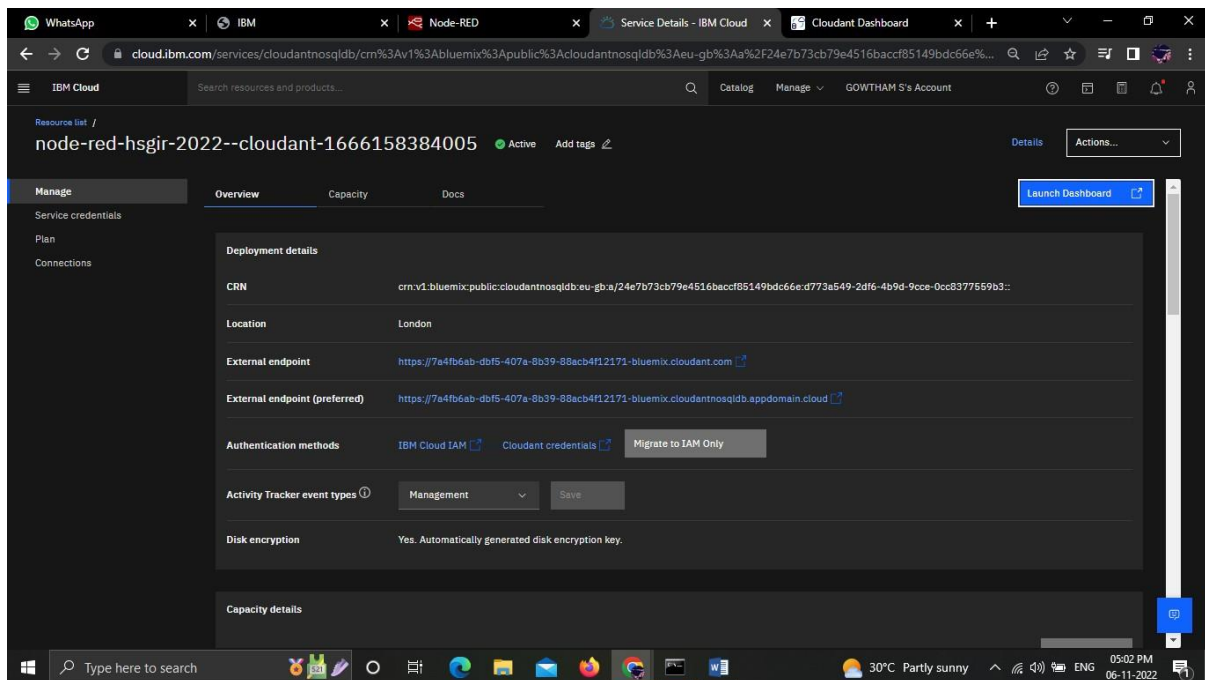 WhatsApp
IBM
Node-RED
Service Details - IBM Cloud
Cloudant Dashboard
cloud.ibm.com/services/cloudantnosqldb/crn%3Av1%3Abluemix%3Apublic%3Acloudantnosqldb%3Aeu-gb%3Aa%2F24e7b73cb79e4516baccf85149bdc66e%...
IBM Cloud
Search resources and products...
Catalog
Manage
GOWTHAM S's Account
Resource list /
node-red-hsgir-2022--cloudant-1666158384005
Active
Add tags
Details
Actions...
Manage
Service credentials
Plan
Connections
Overview
Capacity
Docs
Launch Dashboard
Deployment details
CRN
crn:v1:bluemix:public:cloudantnosqldb:eu-gb:a/24e7b73cb79e4516baccf85149bdc66e:d773a549-2df6-4b9d-9cce-0cc8377559b3::
Location
London
External endpoint
https://7a4fb6ab-dbf5-407a-8b39-88acb4f12171-bluemix.cloudant.com
External endpoint (preferred)
https://7a4fb6ab-dbf5-407a-8b39-88acb4f12171-bluemix.cloudantnosqldb.appdomain.cloud
Authentication methods
IBM Cloud IAM
Cloudant credentials
Migrate to IAM Only
Activity Tracker event types
Management
Save
Disk encryption
Yes. Automatically generated disk encryption key.
Capacity details
Type here to search
30°C Partly sunny
ENG
05:02 PM
06-11-2022